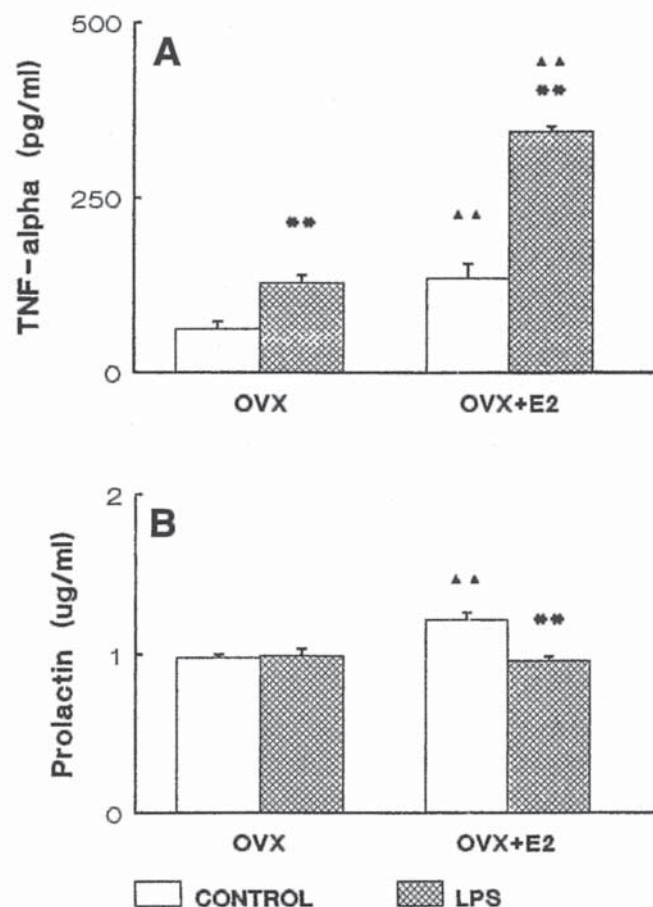 500
A
▲▲
**
TNF-alpha (pg/ml)
250
▲▲
**
0
OVX OVX+E2
2
B
▲▲
**
Prolactin (ug/ml)
1
0
OVX OVX+E2
CONTROL LPS